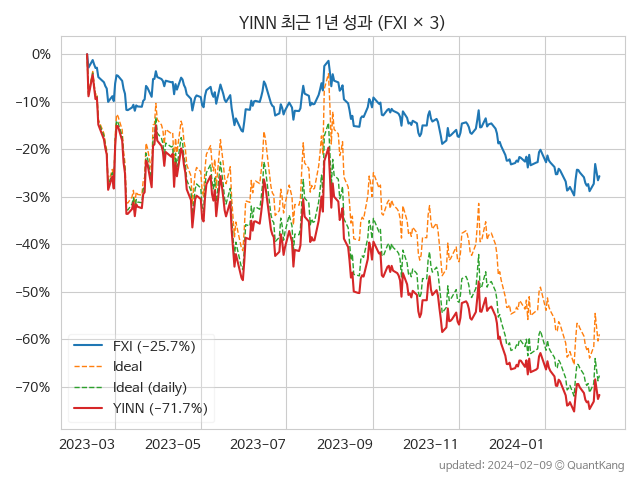 YINN 최근 1년 성과 (FXI × 3)
0%
−10%
−20%
−30%
−40%
−50%
−60%
−70%
FXI (−25.7%)
Ideal
Ideal (daily)
YINN (−71.7%)
2023-03 2023-05 2023-07 2023-09 2023-11 2024-01
updated: 2024-02-09 © QuantKang